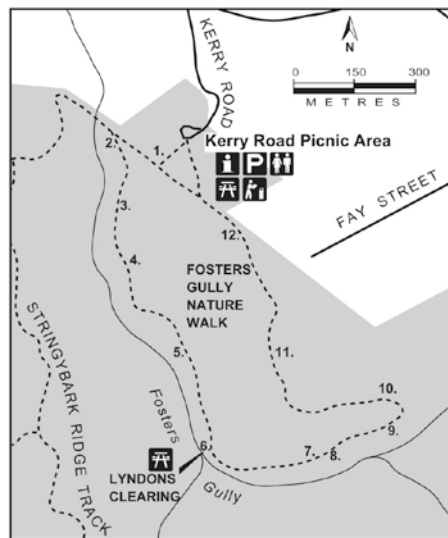 KERRY ROAD
N
0 150 300
METRES
Kerry Road Picnic Area
i P
FAY STREET
1.
2.
3.
4.
5.
6.
7.
8.
9.
10.
11.
12.
FOSTERS
GULLY
NATURE
WALK
STRINGYBARK RIDGE TRACK
Fosters
Gully
LYNDONS
CLEARING